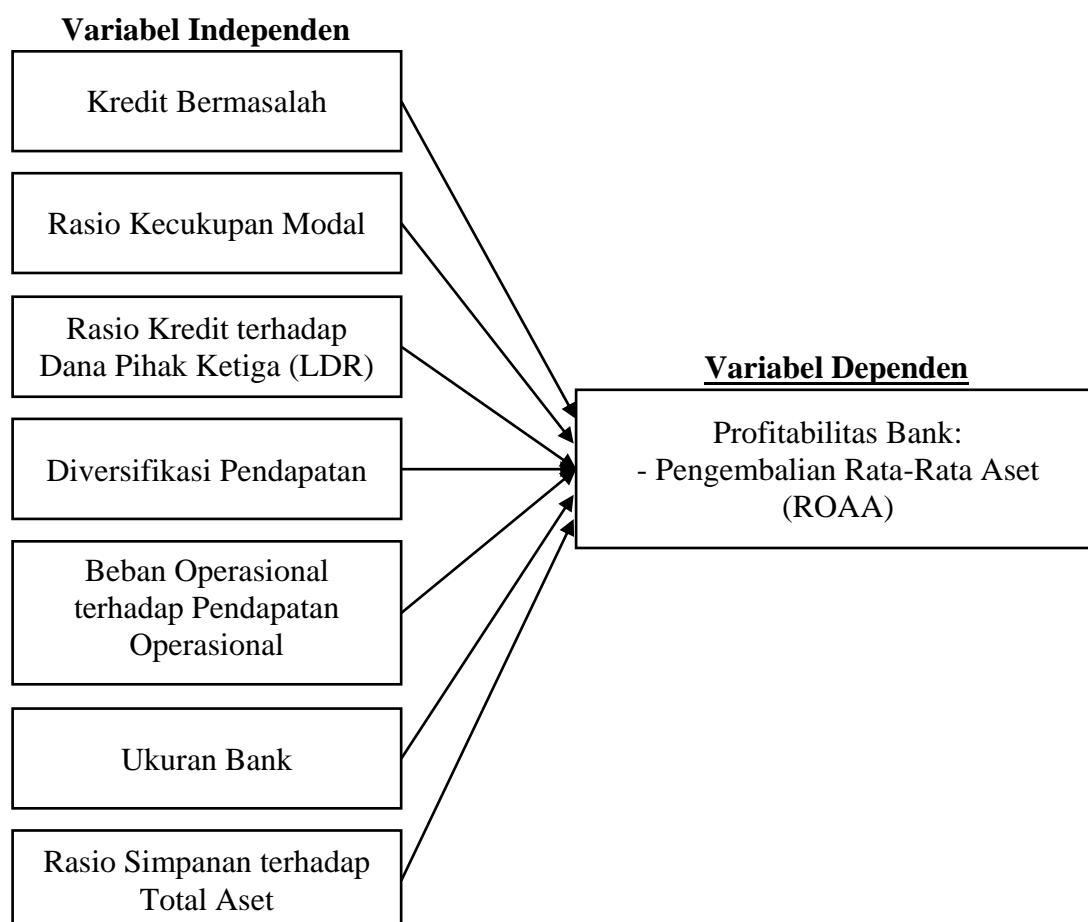 Variabel Independen
Kredit Bermasalah
Rasio Kecukupan Modal
Rasio Kredit terhadap
Dana Pihak Ketiga (LDR)
Diversifikasi Pendapatan
Beban Operasional
terhadap Pendapatan
Operasional
Ukuran Bank
Rasio Simpanan terhadap
Total Aset
Variabel Dependen
Profitabilitas Bank:
- Pengembalian Rata-Rata Aset
(ROAA)